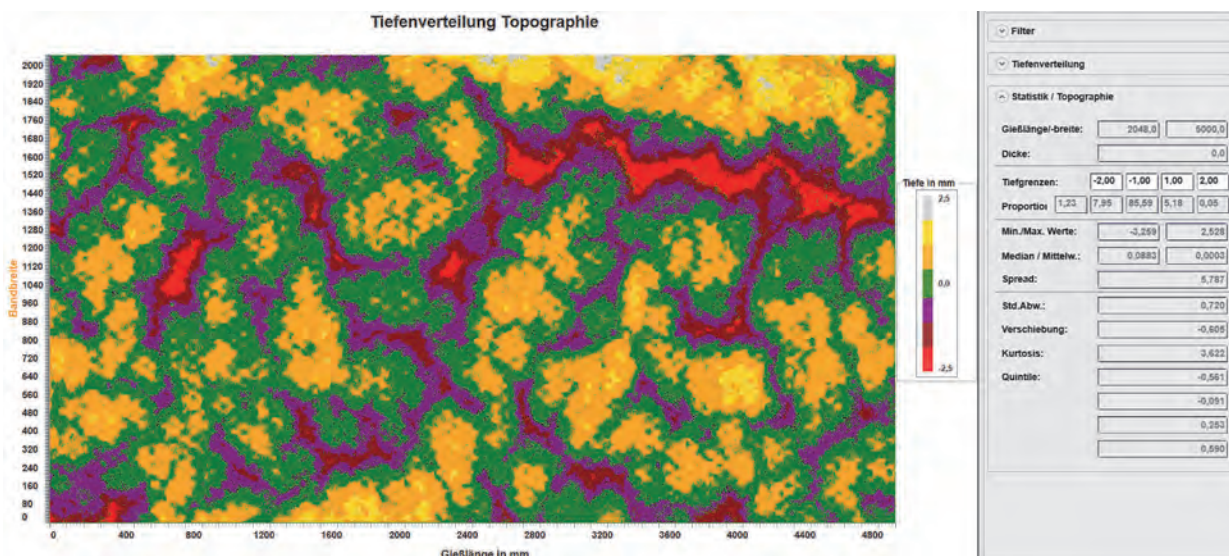 Tiefenverteilung Topographie
2000
1920
1840
1760
1680
1600
1520
1440
1360
1280
1200
1120
1040
960
880
800
720
640
560
480
400
320
240
160
80
0
Bandbreite
0 400 800 1200 1600 2000 2400 2800 3200 3600 4000 4400 4800
Gießlänge in mm
Tiefe in mm
2,5
0,0
-2,5
Filter
Tiefenverteilung
Statistik / Topographie
Gießlänge/-breite: 2048,0 5000,0
Dicke: 0,0
Tiefgrenzen: -2,00 -1,00 1,00 2,00
Proportion 1,23 7,95 85,59 5,18 0,05
Min./Max. Werte: -3,259 2,528
Median / Mittelw.: 0,0883 0,0003
Spread: 5,787
Std.Abw.: 0,720
Verschiebung: -0,605
Kurtosis: 3,622
Quintile: -0,561
-0,091
0,253
0,590